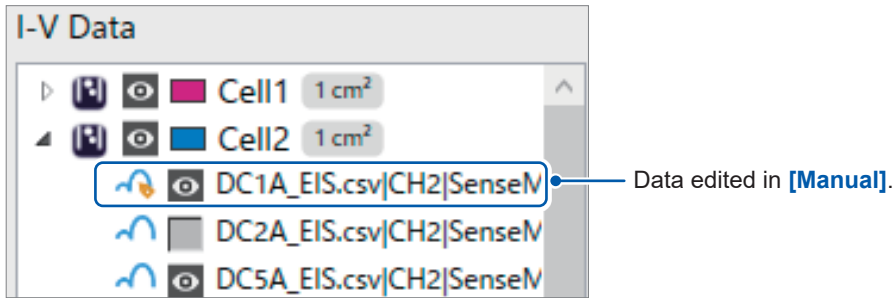 I-V Data
Cell1 1 cm²
Cell2 1 cm²
DC1A_EIS.csv|CH2|SenseM
Data edited in [Manual].
DC2A_EIS.csv|CH2|SenseM
DC5A_EIS.csv|CH2|SenseM